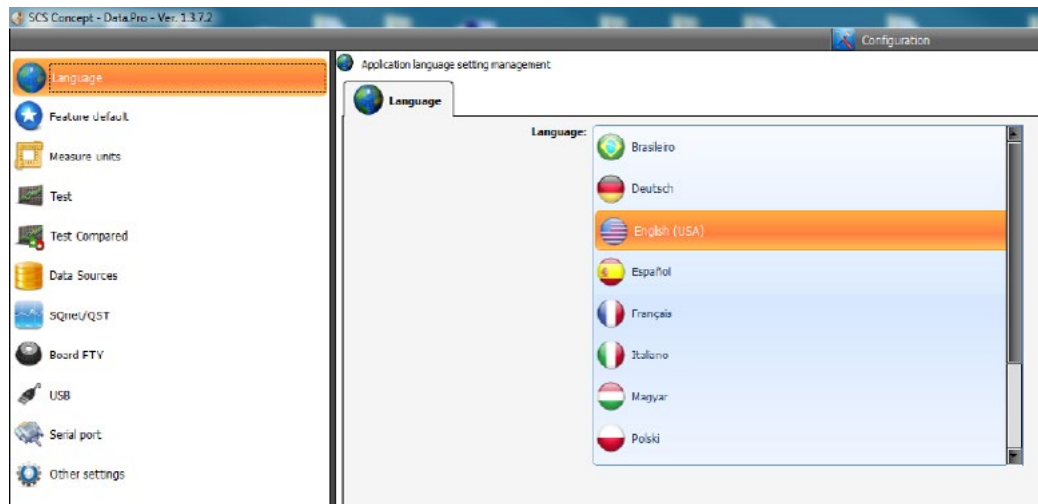 SCS Concept - Data.Pro - Ver. 1.3.7.2
Configuration
Language
Feature default
Measure units
Test
Test Compared
Data Sources
SQnet/QST
Board FTY
USB
Serial port
Other settings
Application language setting management
Language
Language:
Brasileiro
Deutsch
English (USA)
Español
Français
Italiano
Magyar
Polski